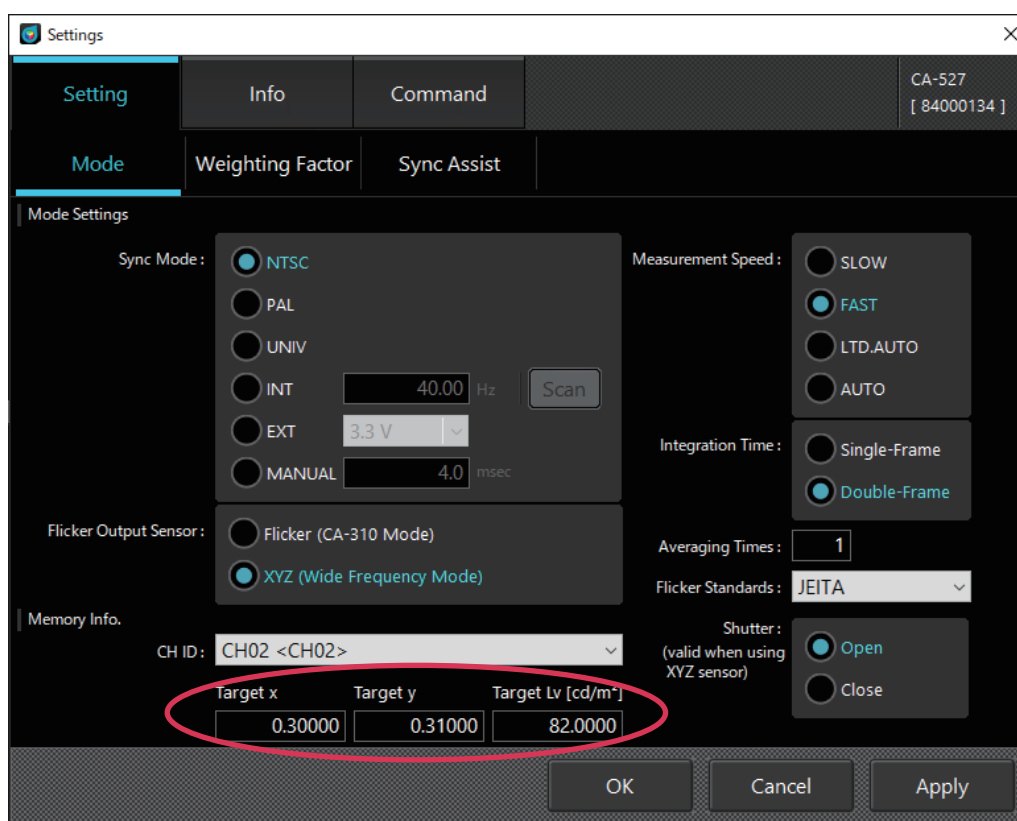 Settings
Setting Info Command
CA-527
[ 84000134 ]
Mode Weighting Factor Sync Assist
Mode Settings
Sync Mode :
NTSC
PAL
UNIV
INT 40.00 Hz Scan
EXT 3.3 V
MANUAL 4.0 msec
Flicker Output Sensor :
Flicker (CA-310 Mode)
XYZ (Wide Frequency Mode)
Measurement Speed :
SLOW
FAST
LTD.AUTO
AUTO
Integration Time :
Single-Frame
Double-Frame
Averaging Times : 1
Flicker Standards : JEITA
Shutter :
(valid when using
XYZ sensor)
Open
Close
Memory Info.
CH ID : CH02 <CH02>
Target x Target y Target Lv [cd/m²]
0.30000 0.31000 82.0000
OK Cancel Apply